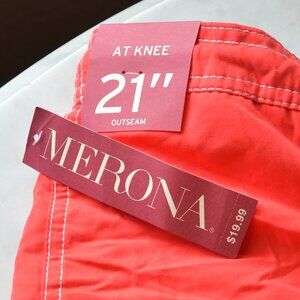 AT KNEE
21"
OUTSEAM
MERONA®
$19.99